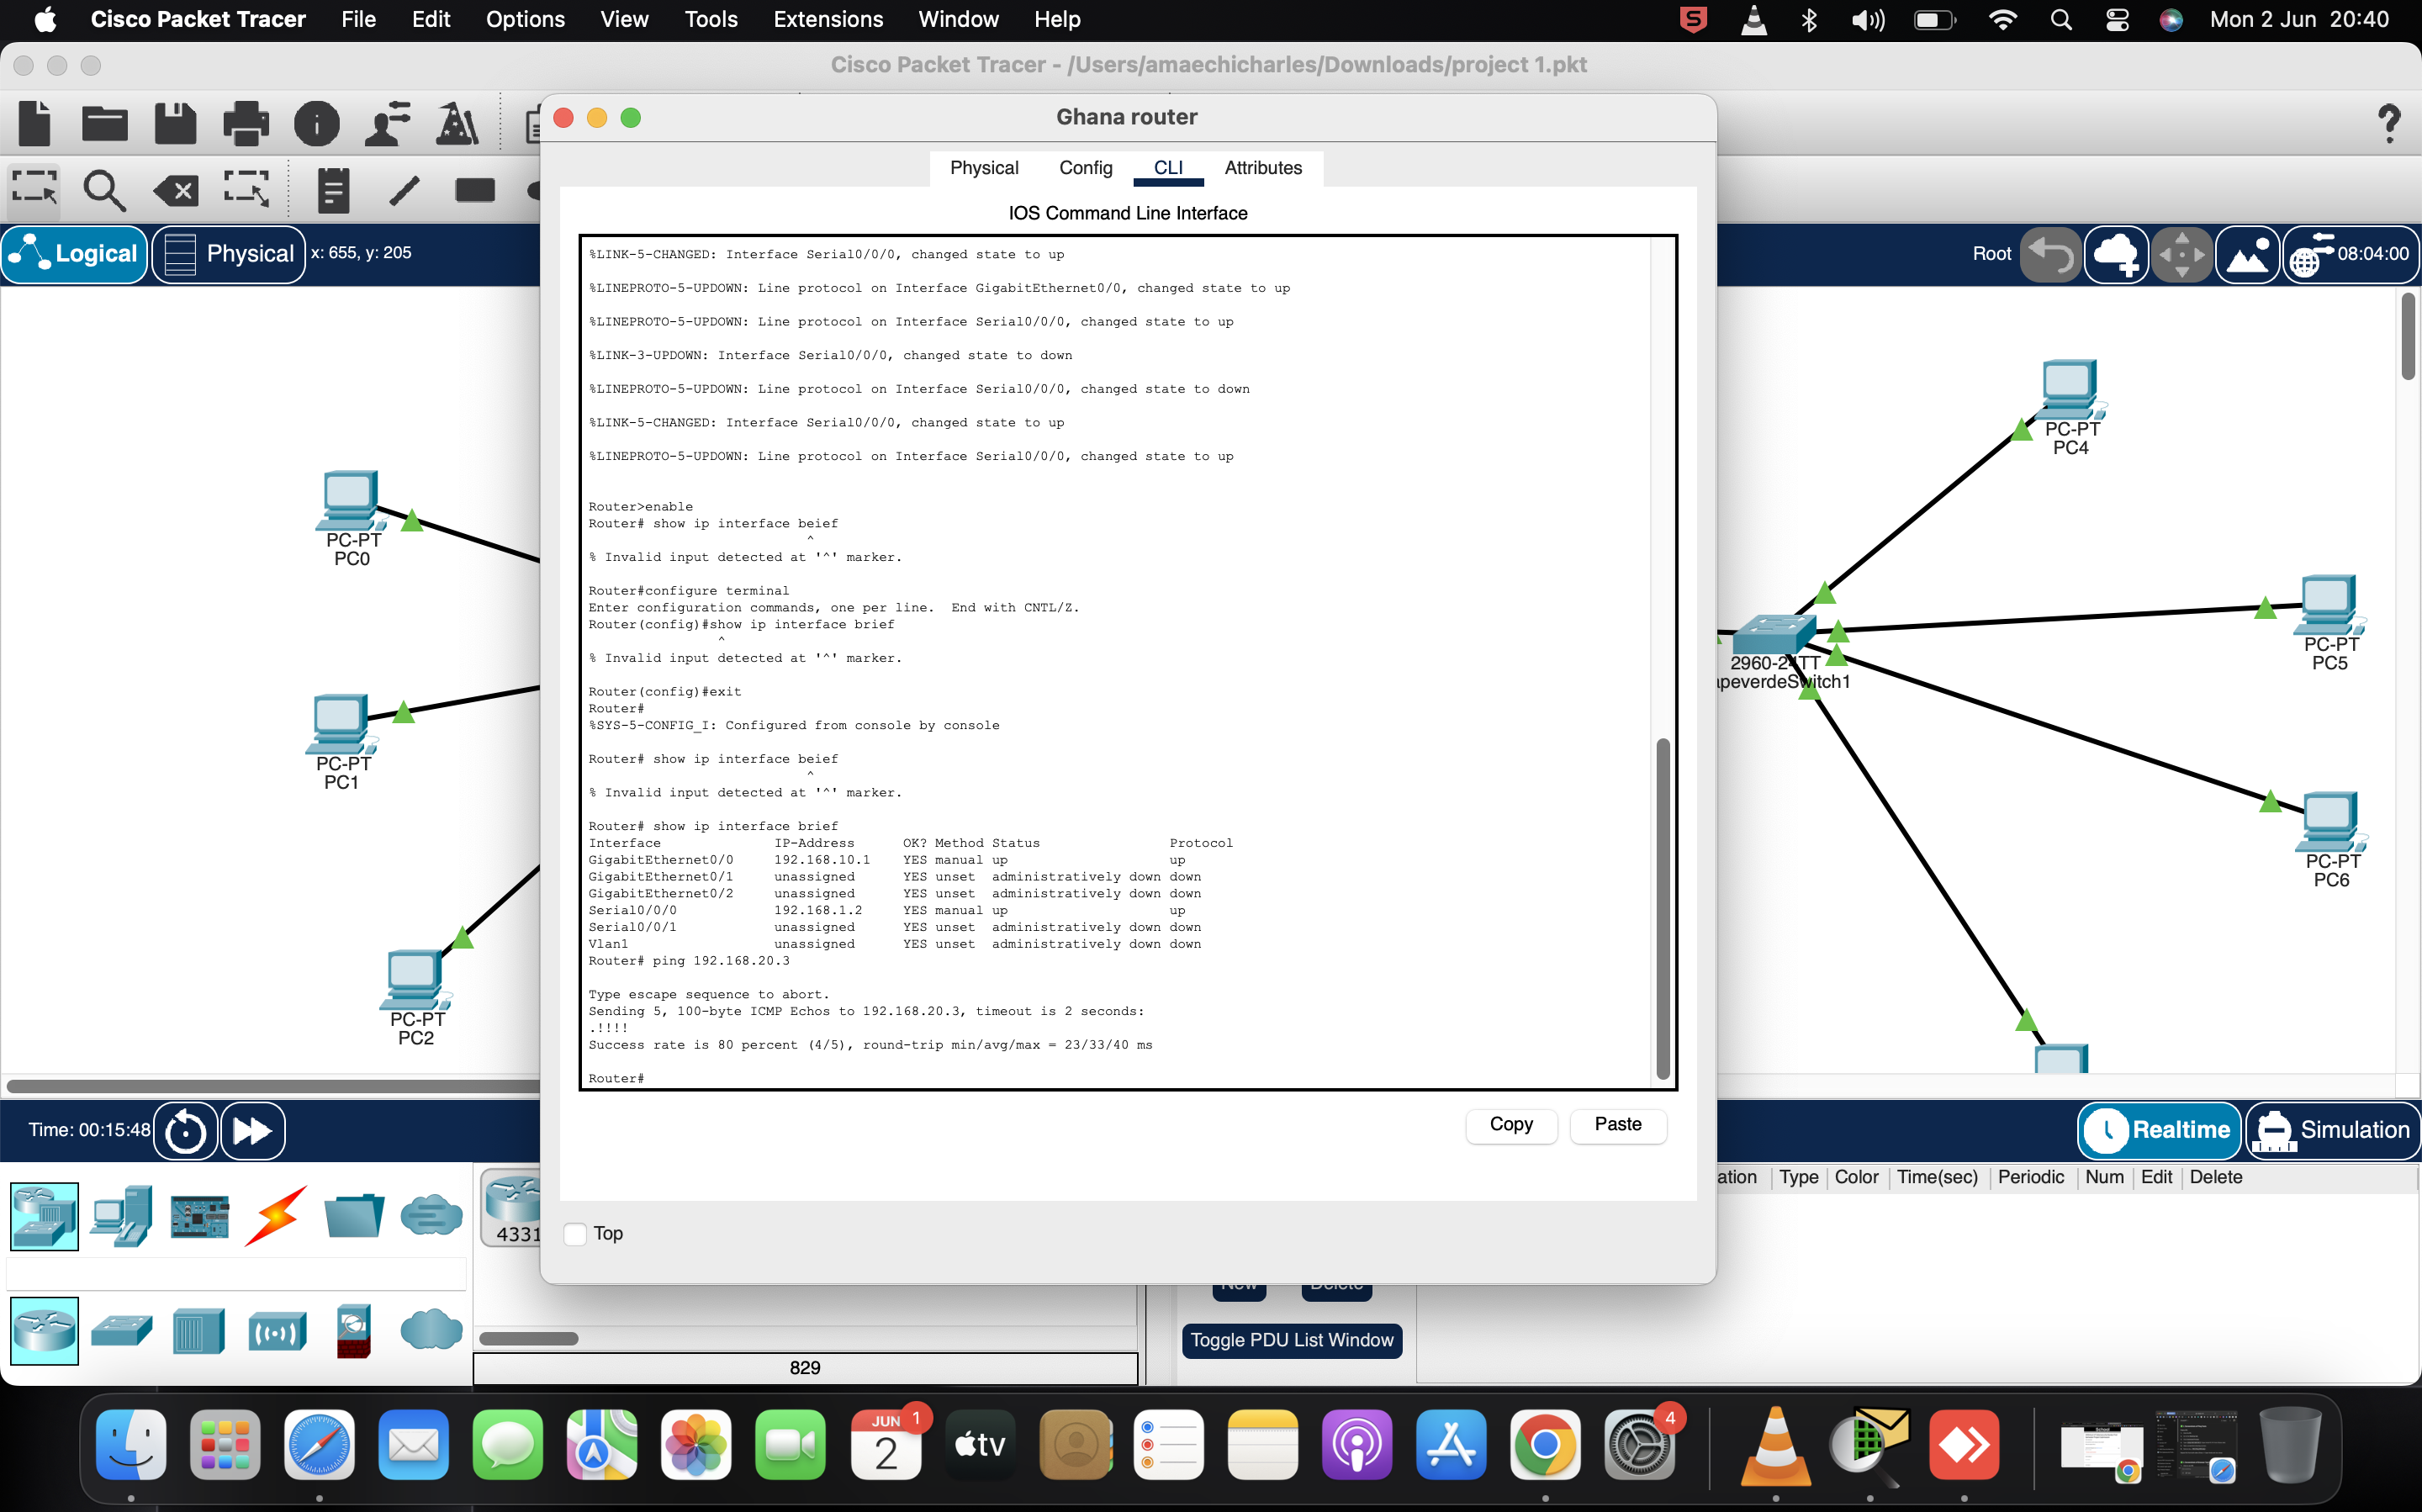 Cisco Packet Tracer File Edit Options View Tools Extensions Window Help
S
Mon 2 Jun 20:40
Cisco Packet Tracer - /Users/amaechicharles/Downloads/project 1.pkt
Ghana router
Physical Config CLI Attributes
IOS Command Line Interface
Logical Physical x: 655, y: 205
Root 08:04:00
%LINK-5-CHANGED: Interface Serial0/0/0, changed state to up
%LINEPROTO-5-UPDOWN: Line protocol on Interface GigabitEthernet0/0, changed state to up
%LINEPROTO-5-UPDOWN: Line protocol on Interface Serial0/0/0, changed state to up
%LINK-3-UPDOWN: Interface Serial0/0/0, changed state to down
%LINEPROTO-5-UPDOWN: Line protocol on Interface Serial0/0/0, changed state to down
%LINK-5-CHANGED: Interface Serial0/0/0, changed state to up
%LINEPROTO-5-UPDOWN: Line protocol on Interface Serial0/0/0, changed state to up
Router>enable
Router# show ip interface beief
^
% Invalid input detected at '^' marker.
Router#configure terminal
Enter configuration commands, one per line. End with CNTL/Z.
Router(config)#show ip interface brief
^
% Invalid input detected at '^' marker.
Router(config)#exit
Router#
%SYS-5-CONFIG_I: Configured from console by console
Router# show ip interface beief
^
% Invalid input detected at '^' marker.
Router# show ip interface brief
Interface IP-Address OK? Method Status Protocol
GigabitEthernet0/0 192.168.10.1 YES manual up up
GigabitEthernet0/1 unassigned YES unset administratively down down
GigabitEthernet0/2 unassigned YES unset administratively down down
Serial0/0/0 192.168.1.2 YES manual up up
Serial0/0/1 unassigned YES unset administratively down down
Vlan1 unassigned YES unset administratively down down
Router# ping 192.168.20.3
Type escape sequence to abort.
Sending 5, 100-byte ICMP Echos to 192.168.20.3, timeout is 2 seconds:
.!!!!
Success rate is 80 percent (4/5), round-trip min/avg/max = 23/33/40 ms
Router#
Copy Paste
Top
PC-PT
PC0
PC-PT
PC1
PC-PT
PC2
PC-PT
PC4
PC-PT
PC5
PC-PT
PC6
2960-24TT
peverdeSwitch1
Time: 00:15:48
Realtime Simulation
ation Type Color Time(sec) Periodic Num Edit Delete
4331
New Delete
Toggle PDU List Window
829
JUN
2
1
tv
4